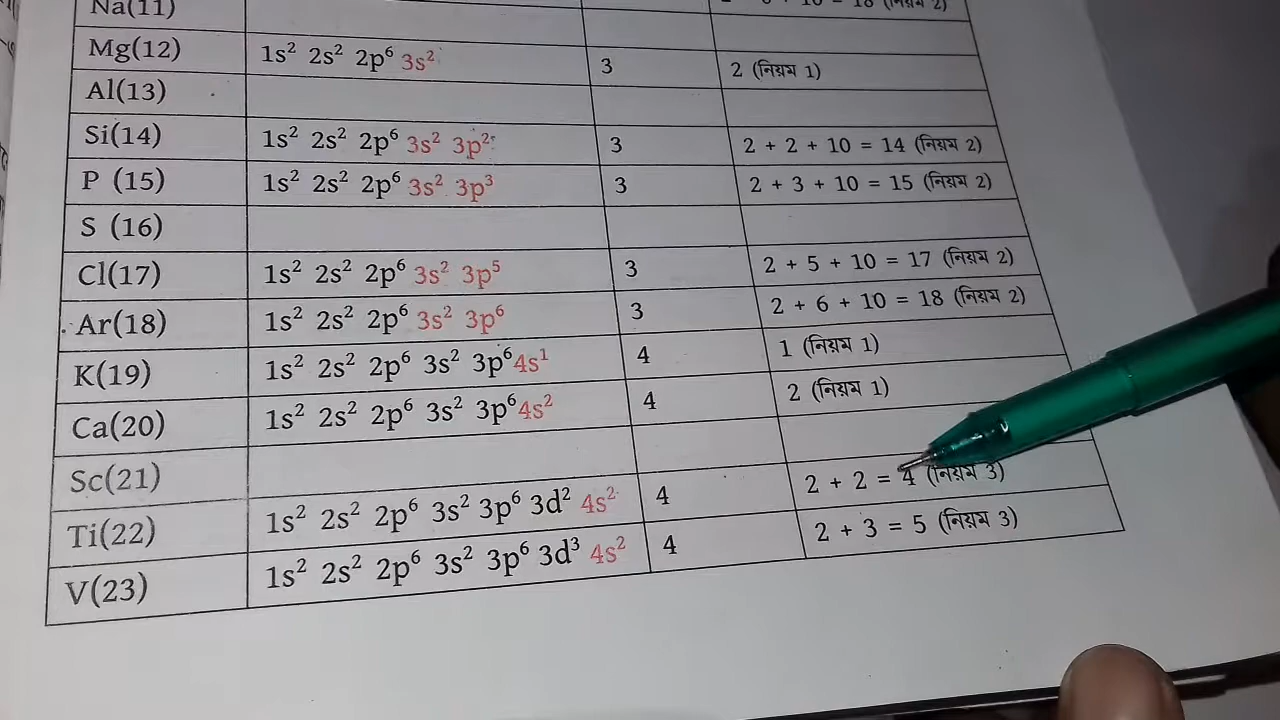 Na(11) 18 (নিয়ম 2)
Mg(12) 1s² 2s² 2p⁶ 3s² 3 2 (নিয়ম 1)
Al(13)
Si(14) 1s² 2s² 2p⁶ 3s² 3p² 3 2 + 2 + 10 = 14 (নিয়ম 2)
P (15) 1s² 2s² 2p⁶ 3s² 3p³ 3 2 + 3 + 10 = 15 (নিয়ম 2)
S (16)
Cl(17) 1s² 2s² 2p⁶ 3s² 3p⁵ 3 2 + 5 + 10 = 17 (নিয়ম 2)
Ar(18) 1s² 2s² 2p⁶ 3s² 3p⁶ 3 2 + 6 + 10 = 18 (নিয়ম 2)
K(19) 1s² 2s² 2p⁶ 3s² 3p⁶4s¹ 4 1 (নিয়ম 1)
Ca(20) 1s² 2s² 2p⁶ 3s² 3p⁶4s² 4 2 (নিয়ম 1)
Sc(21)
Ti(22) 1s² 2s² 2p⁶ 3s² 3p⁶ 3d² 4s² 4 2 + 2 = 4 (নিয়ম 3)
V(23) 1s² 2s² 2p⁶ 3s² 3p⁶ 3d³ 4s² 4 2 + 3 = 5 (নিয়ম 3)